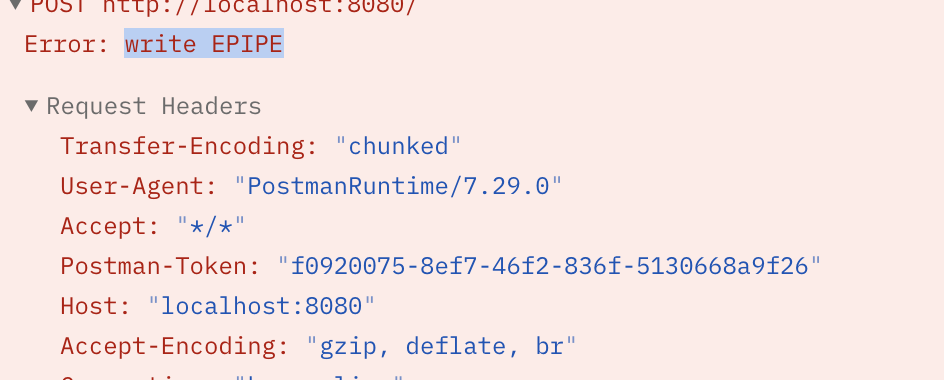 ▼ POST http://localhost:8080/
Error: write EPIPE
▼ Request Headers
Transfer-Encoding: "chunked"
User-Agent: "PostmanRuntime/7.29.0"
Accept: "*/*"
Postman-Token: "f0920075-8ef7-46f2-836f-5130668a9f26"
Host: "localhost:8080"
Accept-Encoding: "gzip, deflate, br"